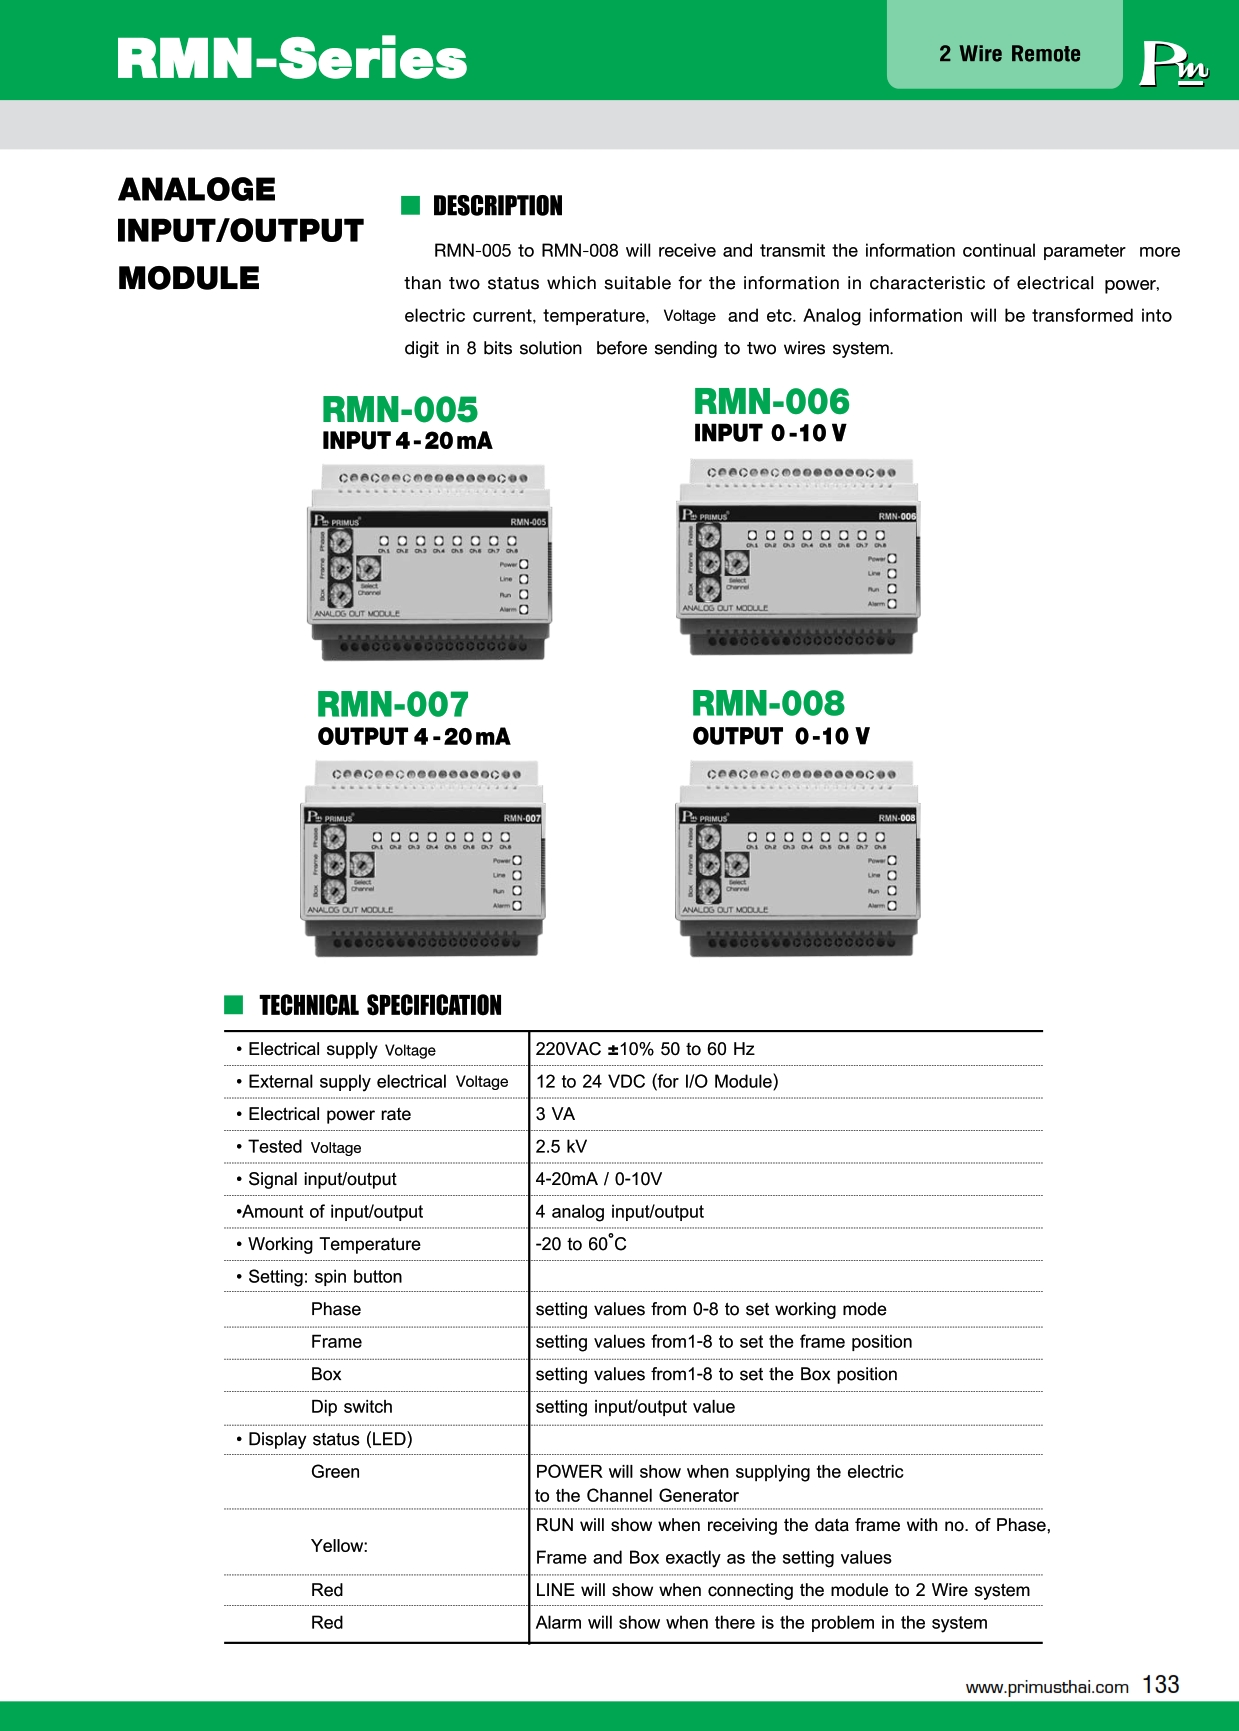 RMN-Series
2 Wire Remote
Pm
ANALOGE
INPUT/OUTPUT
MODULE
DESCRIPTION
RMN-005 to RMN-008 will receive and transmit the information continual parameter more
than two status which suitable for the information in characteristic of electrical power,
electric current, temperature, Voltage and etc. Analog information will be transformed into
digit in 8 bits solution before sending to two wires system.
RMN-005
INPUT 4-20mA
Pm PRIMUS
RMN-005
Phase
Frame
Box
Ch.1 Ch.2 Ch.3 Ch.4 Ch.5 Ch.6 Ch.7 Ch.8
Select
Channel
Power
Line
Run
Alarm
ANALOG OUT MODULE
RMN-006
INPUT 0-10 V
Pm PRIMUS
RMN-006
Phase
Frame
Box
Ch.1 Ch.2 Ch.3 Ch.4 Ch.5 Ch.6 Ch.7 Ch.8
Select
Channel
Power
Line
Run
Alarm
ANALOG OUT MODULE
RMN-007
OUTPUT 4-20mA
Pm PRIMUS
RMN-007
Phase
Frame
Box
Ch.1 Ch.2 Ch.3 Ch.4 Ch.5 Ch.6 Ch.7 Ch.8
Select
Channel
Power
Line
Run
Alarm
ANALOG OUT MODULE
RMN-008
OUTPUT 0-10 V
Pm PRIMUS
RMN-008
Phase
Frame
Box
Ch.1 Ch.2 Ch.3 Ch.4 Ch.5 Ch.6 Ch.7 Ch.8
Select
Channel
Power
Line
Run
Alarm
ANALOG OUT MODULE
TECHNICAL SPECIFICATION
• Electrical supply Voltage 220VAC ±10% 50 to 60 Hz
• External supply electrical Voltage 12 to 24 VDC (for I/O Module)
• Electrical power rate 3 VA
• Tested Voltage 2.5 kV
• Signal input/output 4-20mA / 0-10V
•Amount of input/output 4 analog input/output
• Working Temperature -20 to 60°C
• Setting: spin button
Phase setting values from 0-8 to set working mode
Frame setting values from1-8 to set the frame position
Box setting values from1-8 to set the Box position
Dip switch setting input/output value
• Display status (LED)
Green POWER will show when supplying the electric
to the Channel Generator
Yellow: RUN will show when receiving the data frame with no. of Phase,
Frame and Box exactly as the setting values
Red LINE will show when connecting the module to 2 Wire system
Red Alarm will show when there is the problem in the system
www.primusthai.com 133